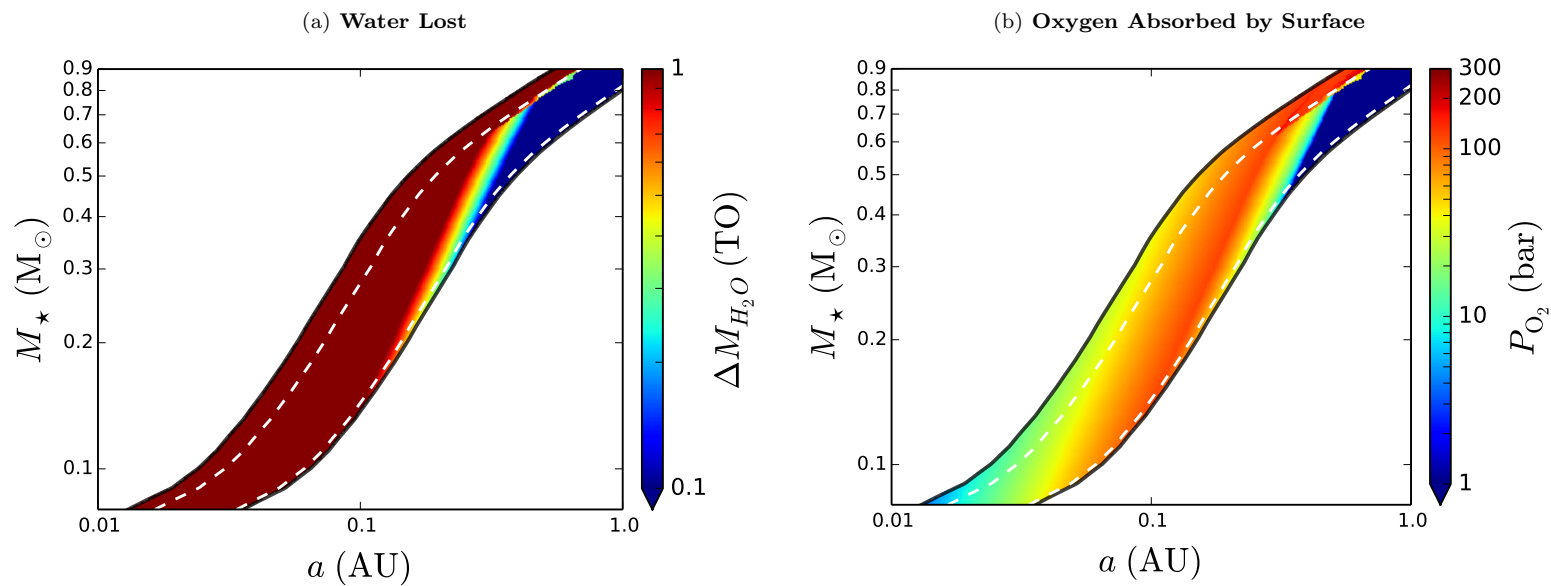 (a) Water Lost
0.9
0.8
0.7
0.6
0.5
0.4
0.3
0.2
0.1
M⋆ (M⊙)
0.01 0.1 1.0
a (AU)
1
0.1
ΔM_{H₂O} (TO)
(b) Oxygen Absorbed by Surface
0.9
0.8
0.7
0.6
0.5
0.4
0.3
0.2
0.1
M⋆ (M⊙)
0.01 0.1 1.0
a (AU)
300
200
100
10
1
P_{O₂} (bar)